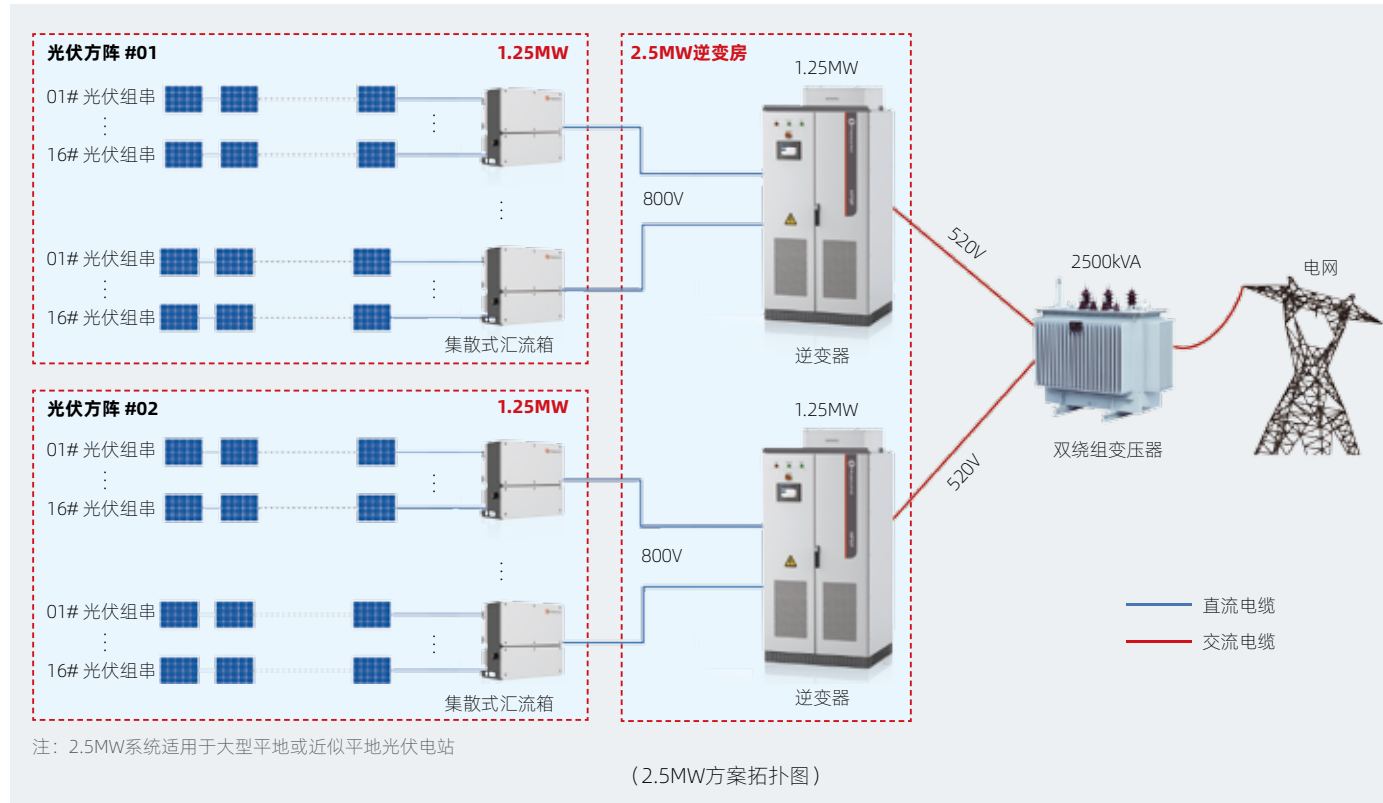 光伏方阵 #01
1.25MW
01# 光伏组串
16# 光伏组串
01# 光伏组串
16# 光伏组串
集散式汇流箱
800V
2.5MW逆变房
1.25MW
逆变器
520V
光伏方阵 #02
1.25MW
01# 光伏组串
16# 光伏组串
01# 光伏组串
16# 光伏组串
集散式汇流箱
800V
1.25MW
逆变器
520V
2500kVA
双绕组变压器
电网
直流电缆
交流电缆
注：2.5MW系统适用于大型平地或近似平地光伏电站
（2.5MW方案拓扑图）